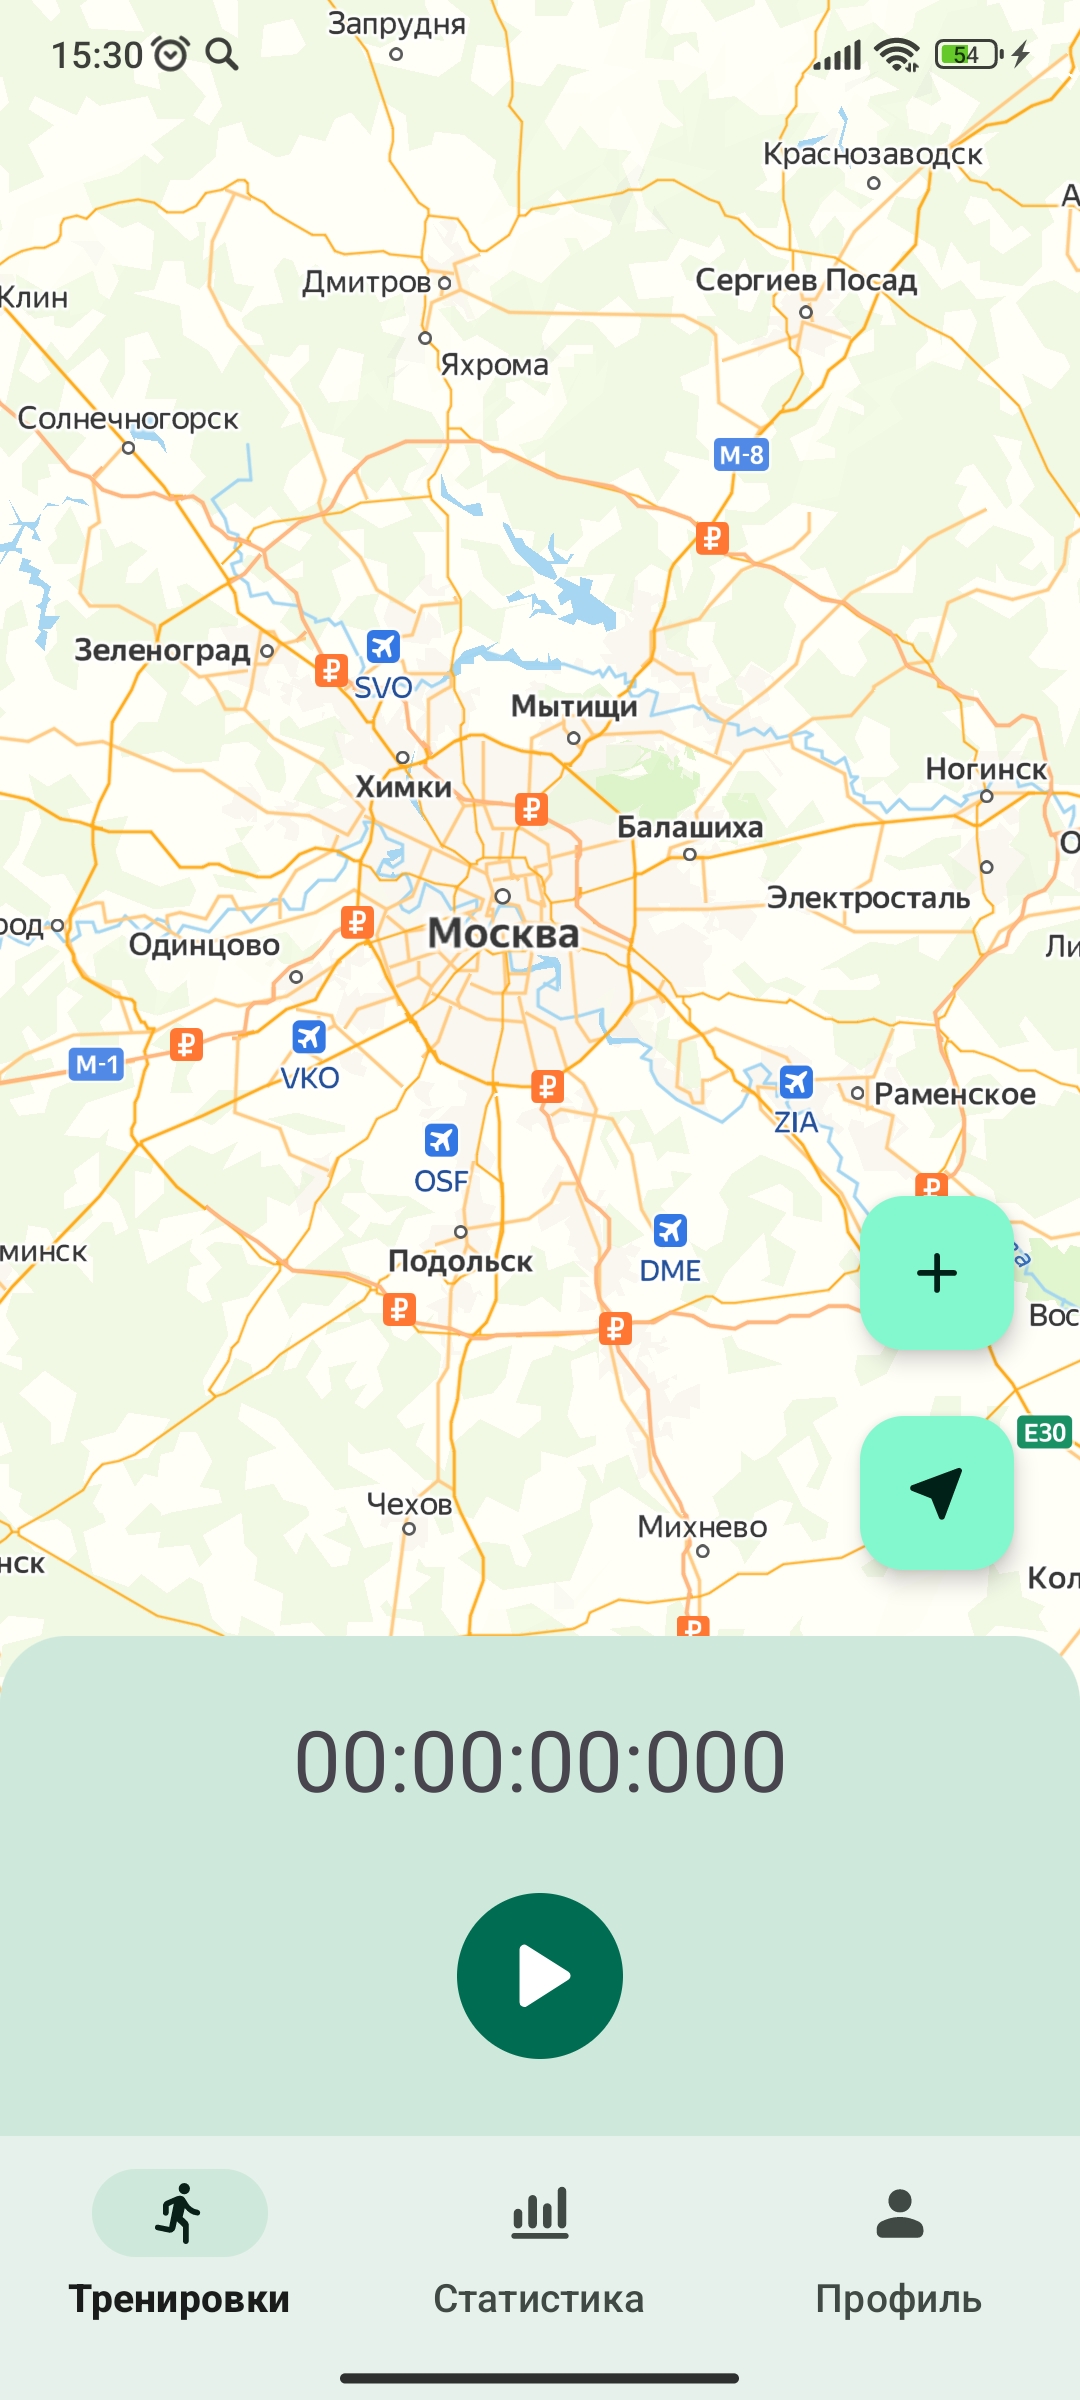 Запрудня
15:30
54
Краснозаводск
А
Дмитров
Сергиев Посад
Клин
Яхрома
Солнечногорск
М-8
₽
Зеленоград
₽
SVO
Мытищи
Химки
Ногинск
₽
Балашиха
О
Электросталь
₽
Москва
род
Одинцово
Ли
₽
М-1
VKO
₽
ZIA
Раменское
OSF
₽
минск
Подольск
DME
са
Вос
₽
₽
E30
Чехов
Михнево
нск
Кол
₽
00:00:00:000
Тренировки
Статистика
Профиль